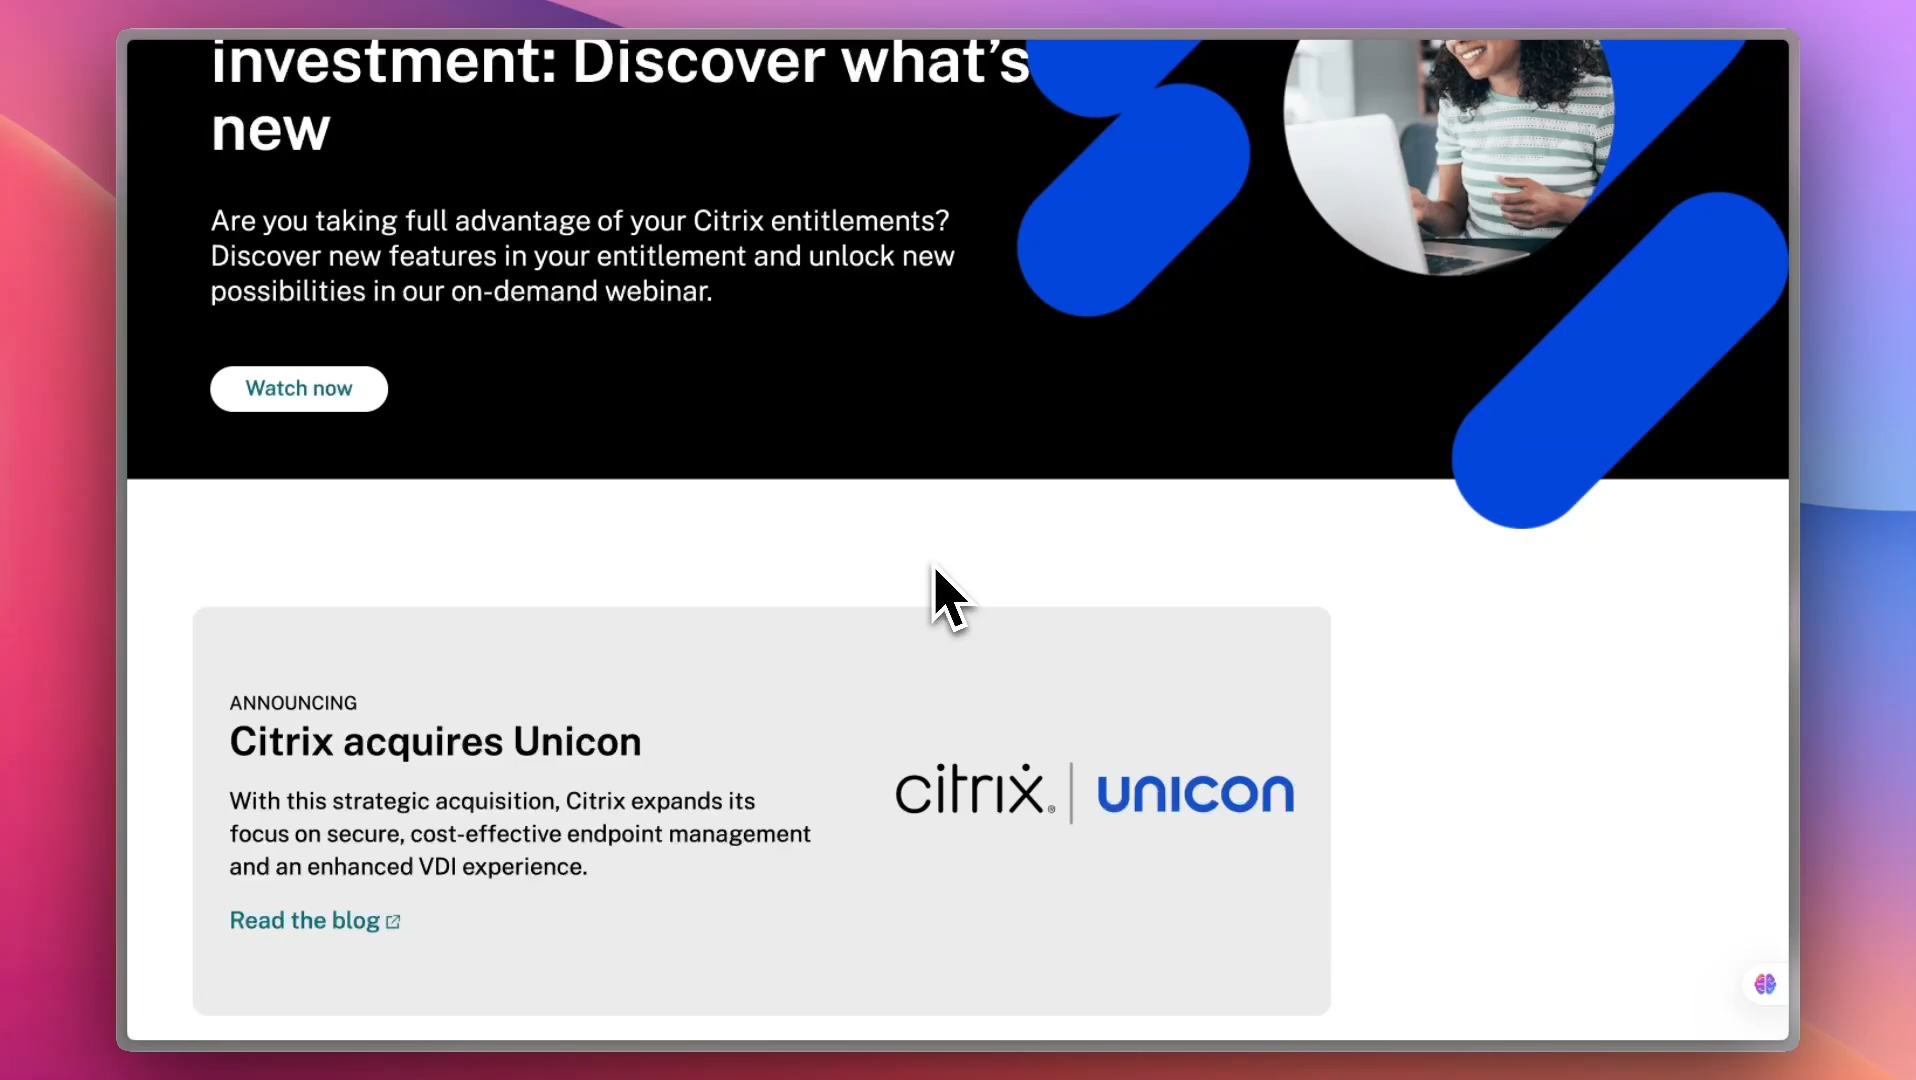 investment: Discover what’s
new
Are you taking full advantage of your Citrix entitlements?
Discover new features in your entitlement and unlock new
possibilities in our on-demand webinar.
Watch now
ANNOUNCING
Citrix acquires Unicon
With this strategic acquisition, Citrix expands its
focus on secure, cost-effective endpoint management
and an enhanced VDI experience.
Read the blog
citrix® | unicon